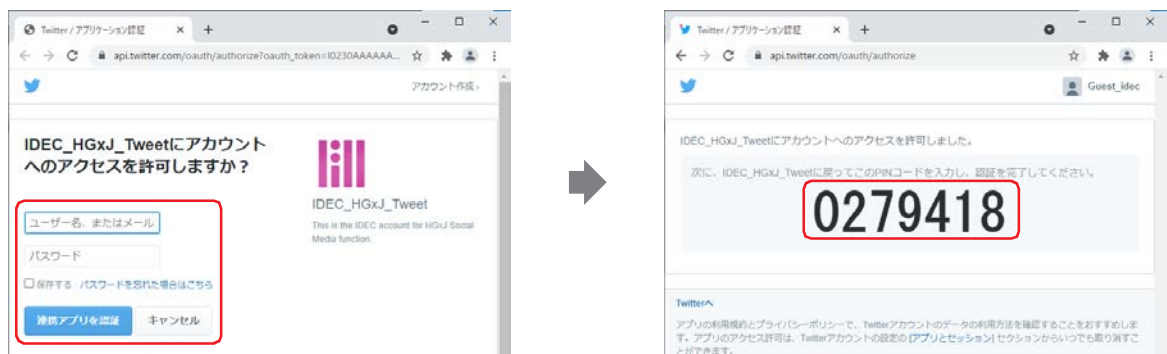 Twitter / アプリケーション認証
api.twitter.com/oauth/authorize?oauth_token=I0230AAAAAA...
アカウント作成›
IDEC_HGxJ_Tweetにアカウント
へのアクセスを許可しますか？
ユーザー名、またはメール
パスワード
保存する パスワードを忘れた場合はこちら
連携アプリを認証 キャンセル
IDEC_HGxJ_Tweet
This is the IDEC account for HGxJ Social
Media function.
Twitter / アプリケーション認証
api.twitter.com/oauth/authorize
Guest_idec
IDEC_HGxJ_Tweetにアカウントへのアクセスを許可しました。
次に、IDEC_HGxJ_Tweetに戻ってこのPINコードを入力し、認証を完了してください。
0279418
Twitterへ
アプリの利用規約とプライバシーポリシーで、Twitterアカウントのデータの利用方法を確認することをおすすめしま
す。アプリのアクセス許可は、Twitterアカウントの設定の[アプリとセッション]セクションからいつでも取り消すこ
とができます。